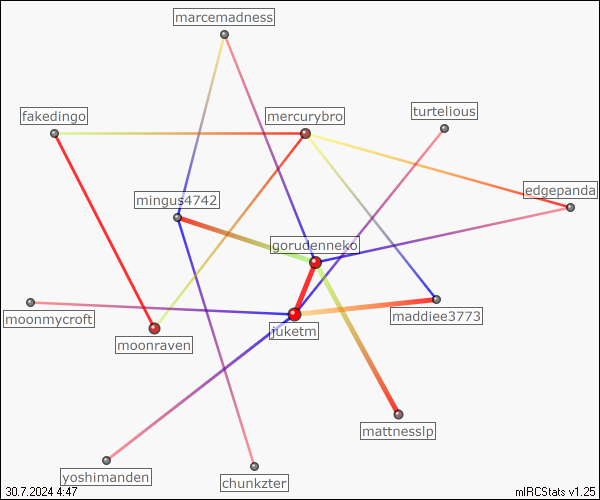 marcemadness
fakedingo
mercurybro
turtelious
edgepanda
mingus4742
gorudenneko
moonmycroft
maddiee3773
juketm
moonraven
mattnesslp
yoshimanden
chunkzter
30.7.2024 4:47
mIRCStats v1.25